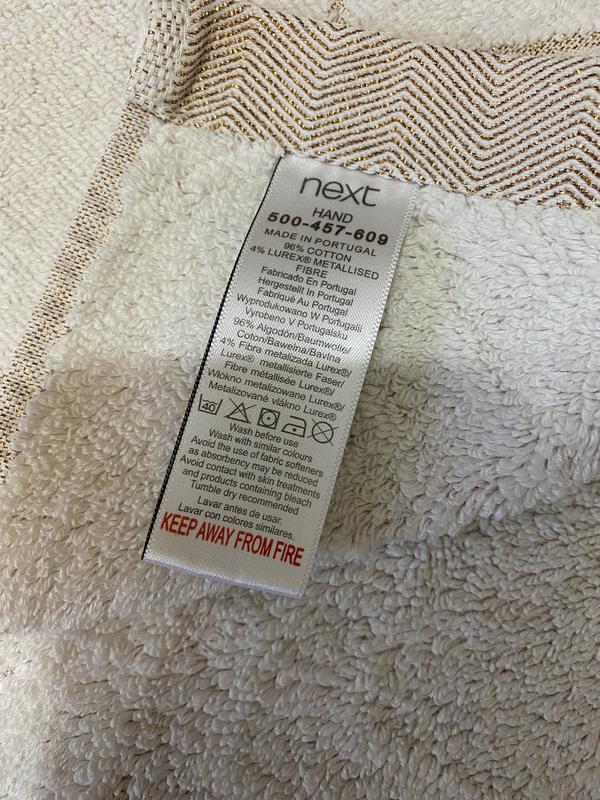 next
HAND
500-457-609
MADE IN PORTUGAL
96% COTTON
4% LUREX® METALLISED
FIBRE
Fabricado En Portugal
Hergestellt In Portugal
Fabriqué Au Portugal
Wyprodukowano W Portugalii
Vyrobeno V Portugalsku
96% Algodón/Baumwolle/
Coton/Bawełna/Bavlna
4% Fibra metalizada Lurex®/
Lurex® metallisierte Faser/
Fibre métallisée Lurex®/
Włókno metalizowane Lurex®/
Metalizované vlákno Lurex®
40
Wash before use
Wash with similar colours
Avoid the use of fabric softeners
as absorbency may be reduced
Avoid contact with skin treatments
and products containing bleach
Tumble dry recommended
Lavar antes de usar.
Lavar con colores similares.
KEEP AWAY FROM FIRE